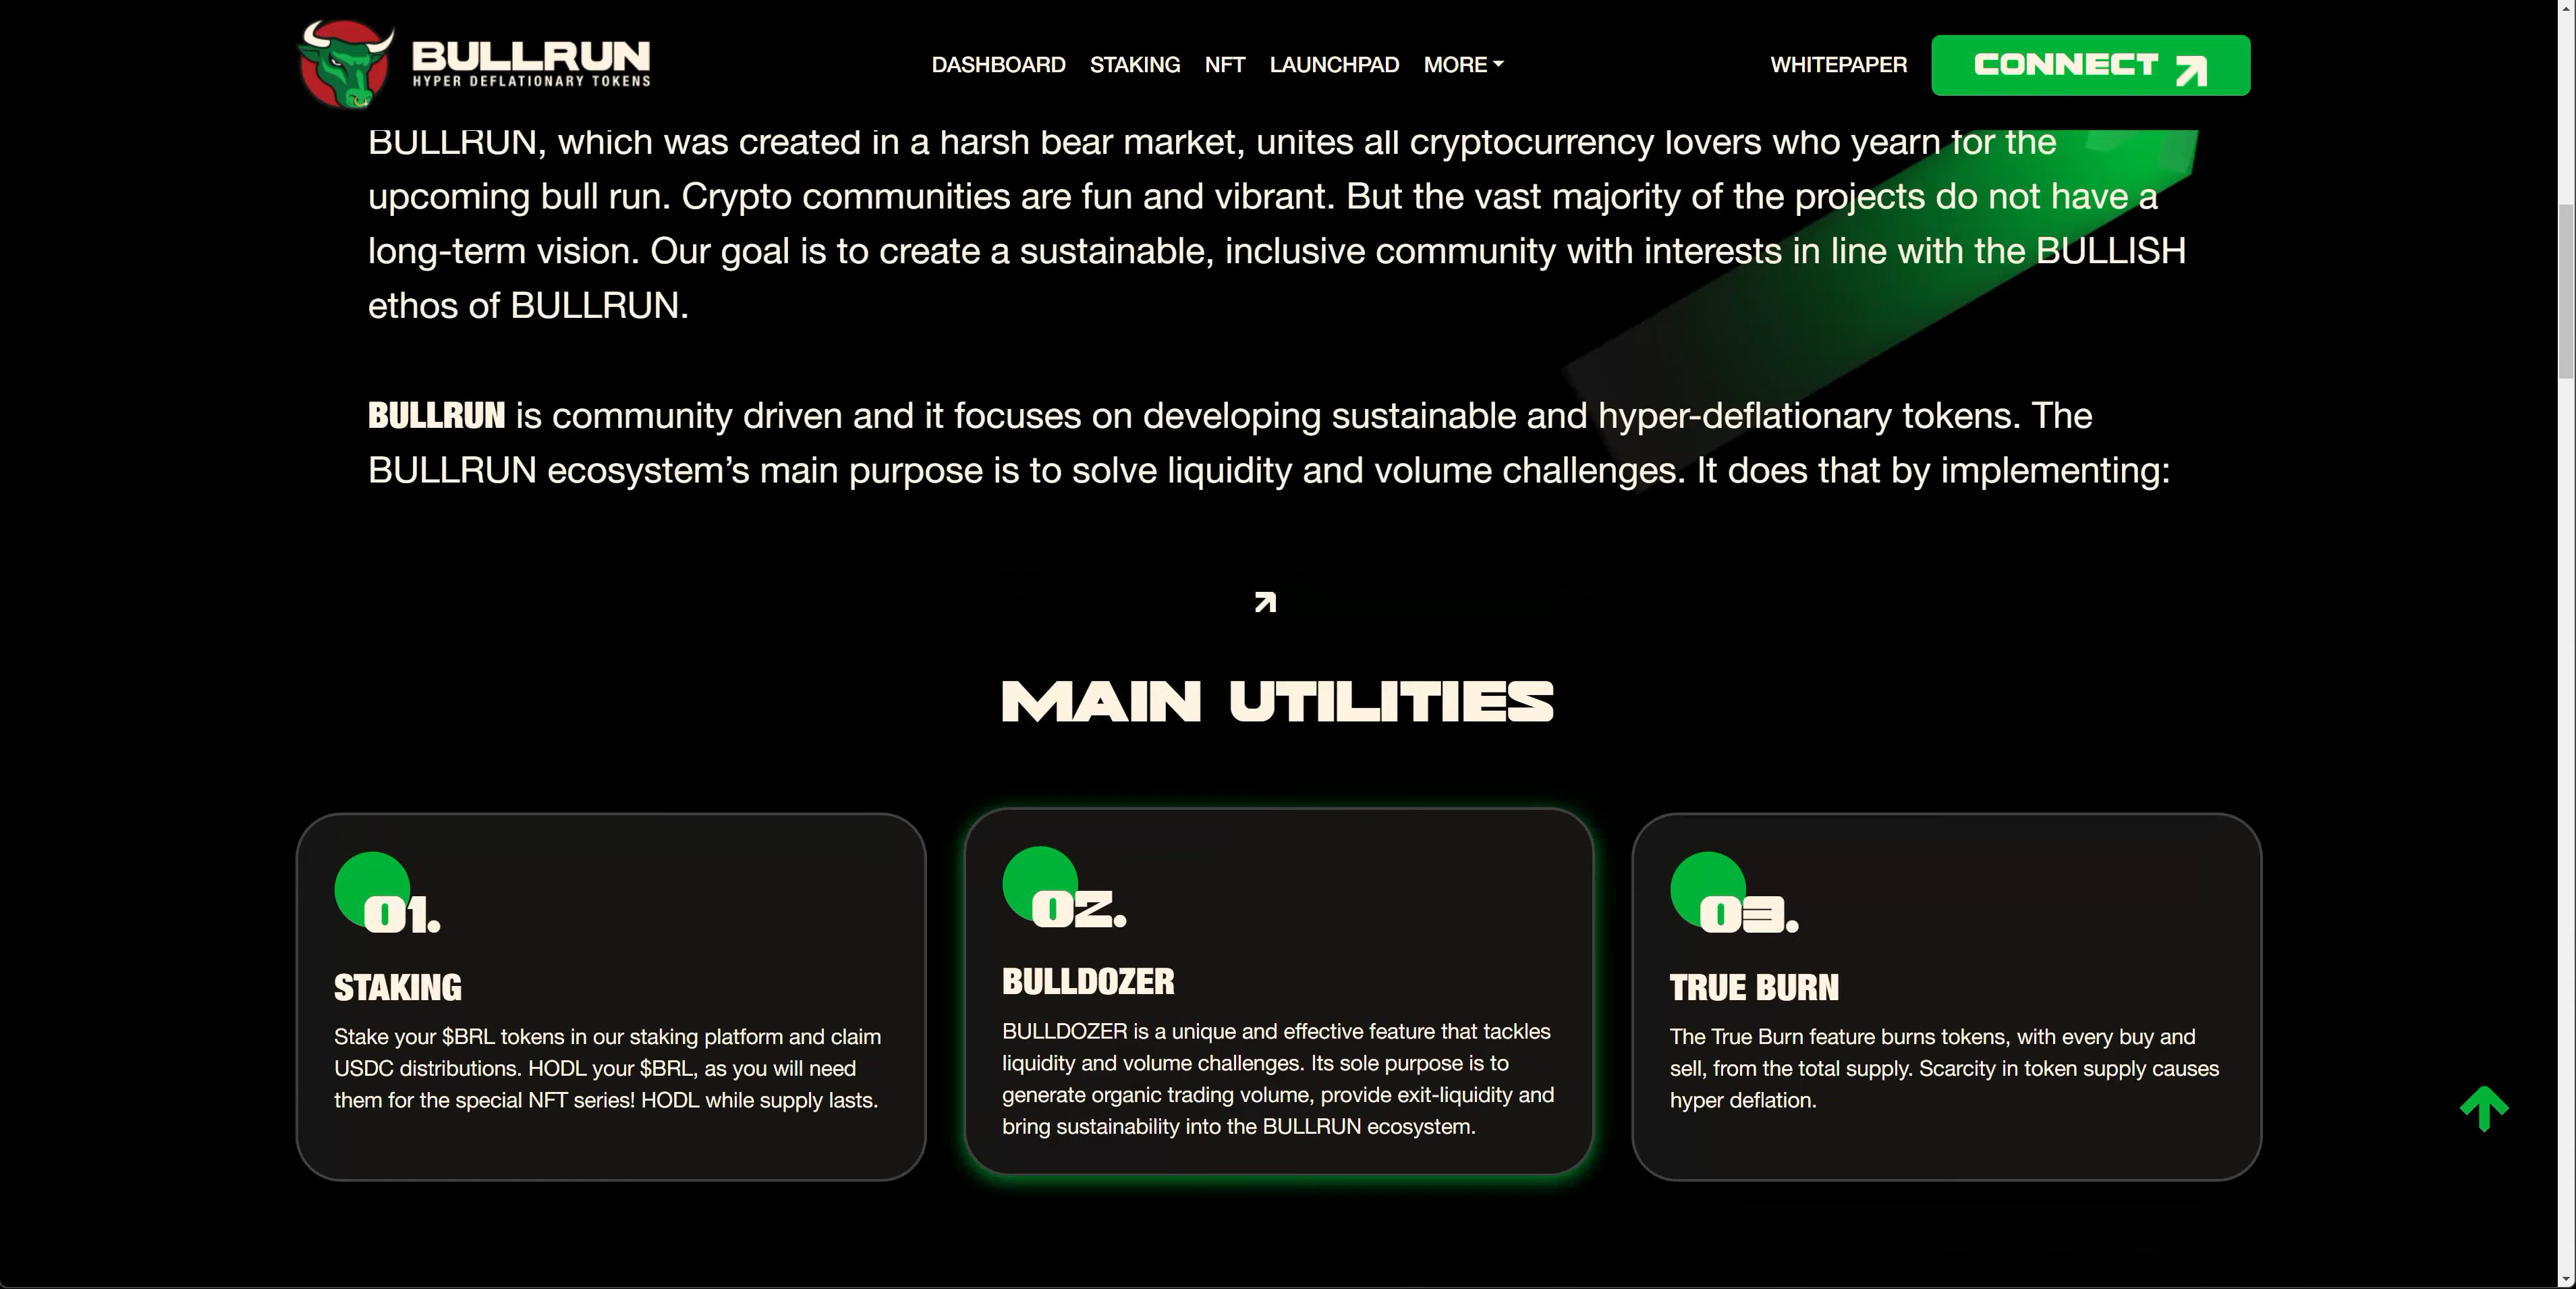 BULLRUN
HYPER DEFLATIONARY TOKENS
DASHBOARD STAKING NFT LAUNCHPAD MORE
WHITEPAPER
CONNECT
BULLRUN, which was created in a harsh bear market, unites all cryptocurrency lovers who yearn for the
upcoming bull run. Crypto communities are fun and vibrant. But the vast majority of the projects do not have a
long-term vision. Our goal is to create a sustainable, inclusive community with interests in line with the BULLISH
ethos of BULLRUN.
BULLRUN is community driven and it focuses on developing sustainable and hyper-deflationary tokens. The
BULLRUN ecosystem’s main purpose is to solve liquidity and volume challenges. It does that by implementing:
MAIN UTILITIES
01.
STAKING
Stake your $BRL tokens in our staking platform and claim
USDC distributions. HODL your $BRL, as you will need
them for the special NFT series! HODL while supply lasts.
02.
BULLDOZER
BULLDOZER is a unique and effective feature that tackles
liquidity and volume challenges. Its sole purpose is to
generate organic trading volume, provide exit-liquidity and
bring sustainability into the BULLRUN ecosystem.
03.
TRUE BURN
The True Burn feature burns tokens, with every buy and
sell, from the total supply. Scarcity in token supply causes
hyper deflation.